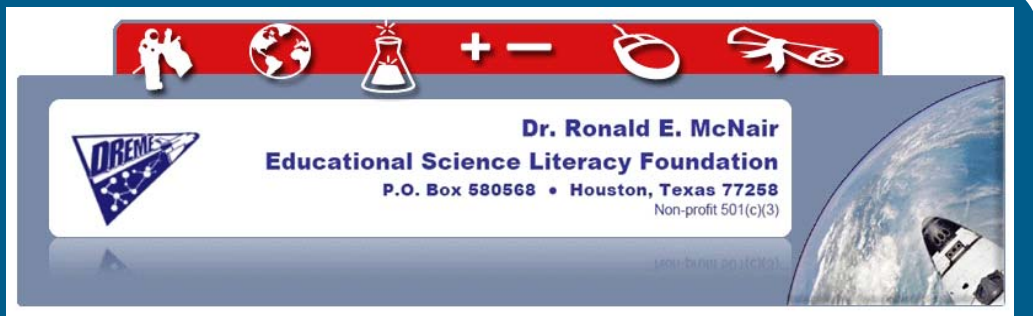 DREME
Dr. Ronald E. McNair
Educational Science Literacy Foundation
P.O. Box 580568 • Houston, Texas 77258
Non-profit 501(c)(3)